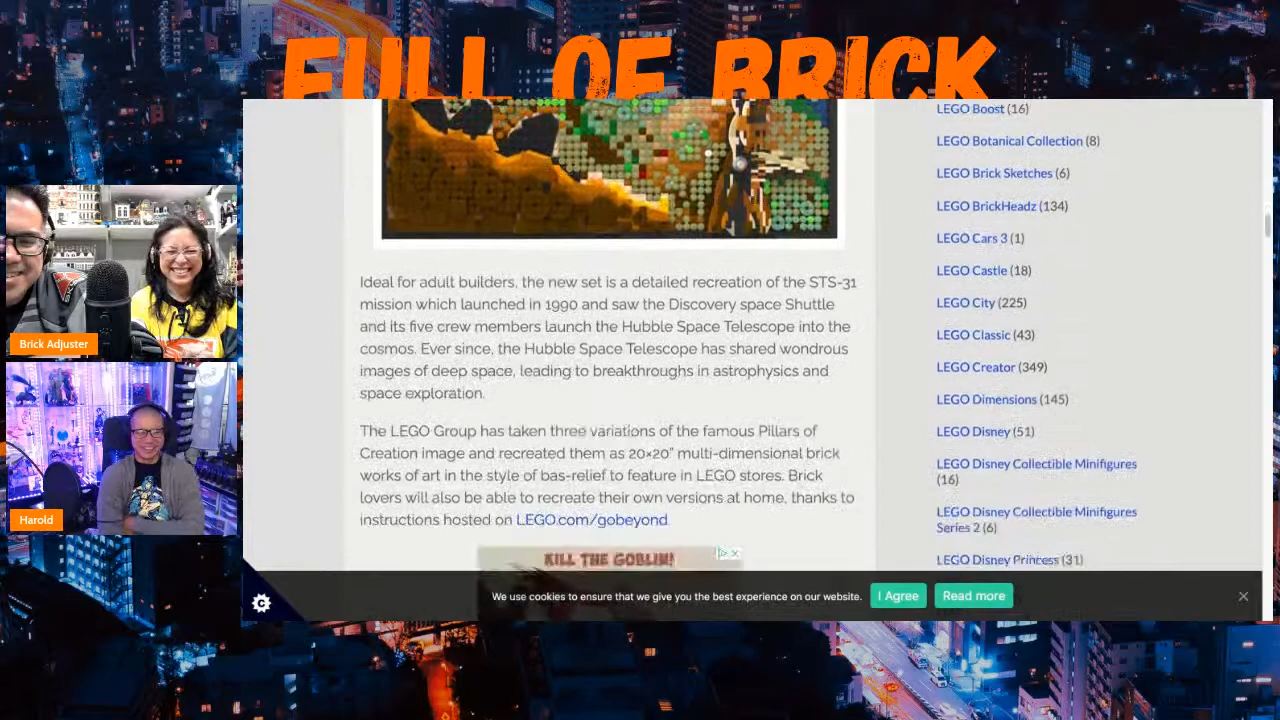 FULL OF BRICK
Brick Adjuster
Harold
Ideal for adult builders, the new set is a detailed recreation of the STS-31
mission which launched in 1990 and saw the Discovery space Shuttle
and its five crew members launch the Hubble Space Telescope into the
cosmos. Ever since, the Hubble Space Telescope has shared wondrous
images of deep space, leading to breakthroughs in astrophysics and
space exploration.
The LEGO Group has taken three variations of the famous Pillars of
Creation image and recreated them as 20×20” multi-dimensional brick
works of art in the style of bas-relief to feature in LEGO stores. Brick
lovers will also be able to recreate their own versions at home, thanks to
instructions hosted on LEGO.com/gobeyond.
KILL THE GOBLIN!
LEGO Boost (16)
LEGO Botanical Collection (8)
LEGO Brick Sketches (6)
LEGO BrickHeadz (134)
LEGO Cars 3 (1)
LEGO Castle (18)
LEGO City (225)
LEGO Classic (43)
LEGO Creator (349)
LEGO Dimensions (145)
LEGO Disney (51)
LEGO Disney Collectible Minifigures
(16)
LEGO Disney Collectible Minifigures
Series 2 (6)
LEGO Disney Princess (31)
We use cookies to ensure that we give you the best experience on our website.
I Agree
Read more